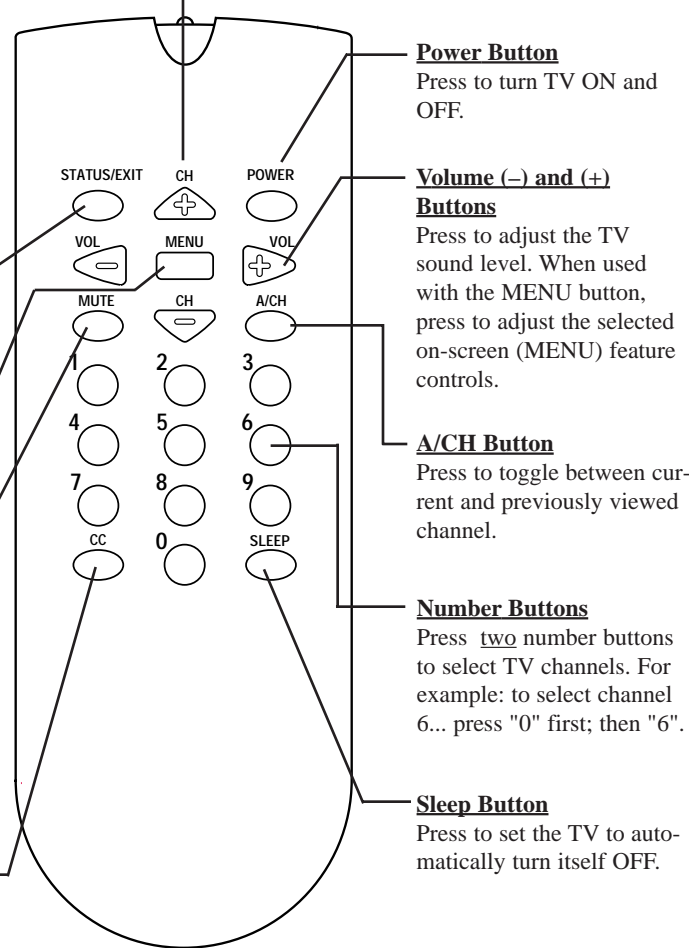 STATUS/EXIT CH POWER
VOL MENU VOL
MUTE CH A/CH
1 2 3
4 5 6
7 8 9
CC 0 SLEEP
Power Button
Press to turn TV ON and
OFF.
Volume (–) and (+)
Buttons
Press to adjust the TV
sound level. When used
with the MENU button,
press to adjust the selected
on-screen (MENU) feature
controls.
A/CH Button
Press to toggle between cur-
rent and previously viewed
channel.
Number Buttons
Press two number buttons
to select TV channels. For
example: to select channel
6... press "0" first; then "6".
Sleep Button
Press to set the TV to auto-
matically turn itself OFF.